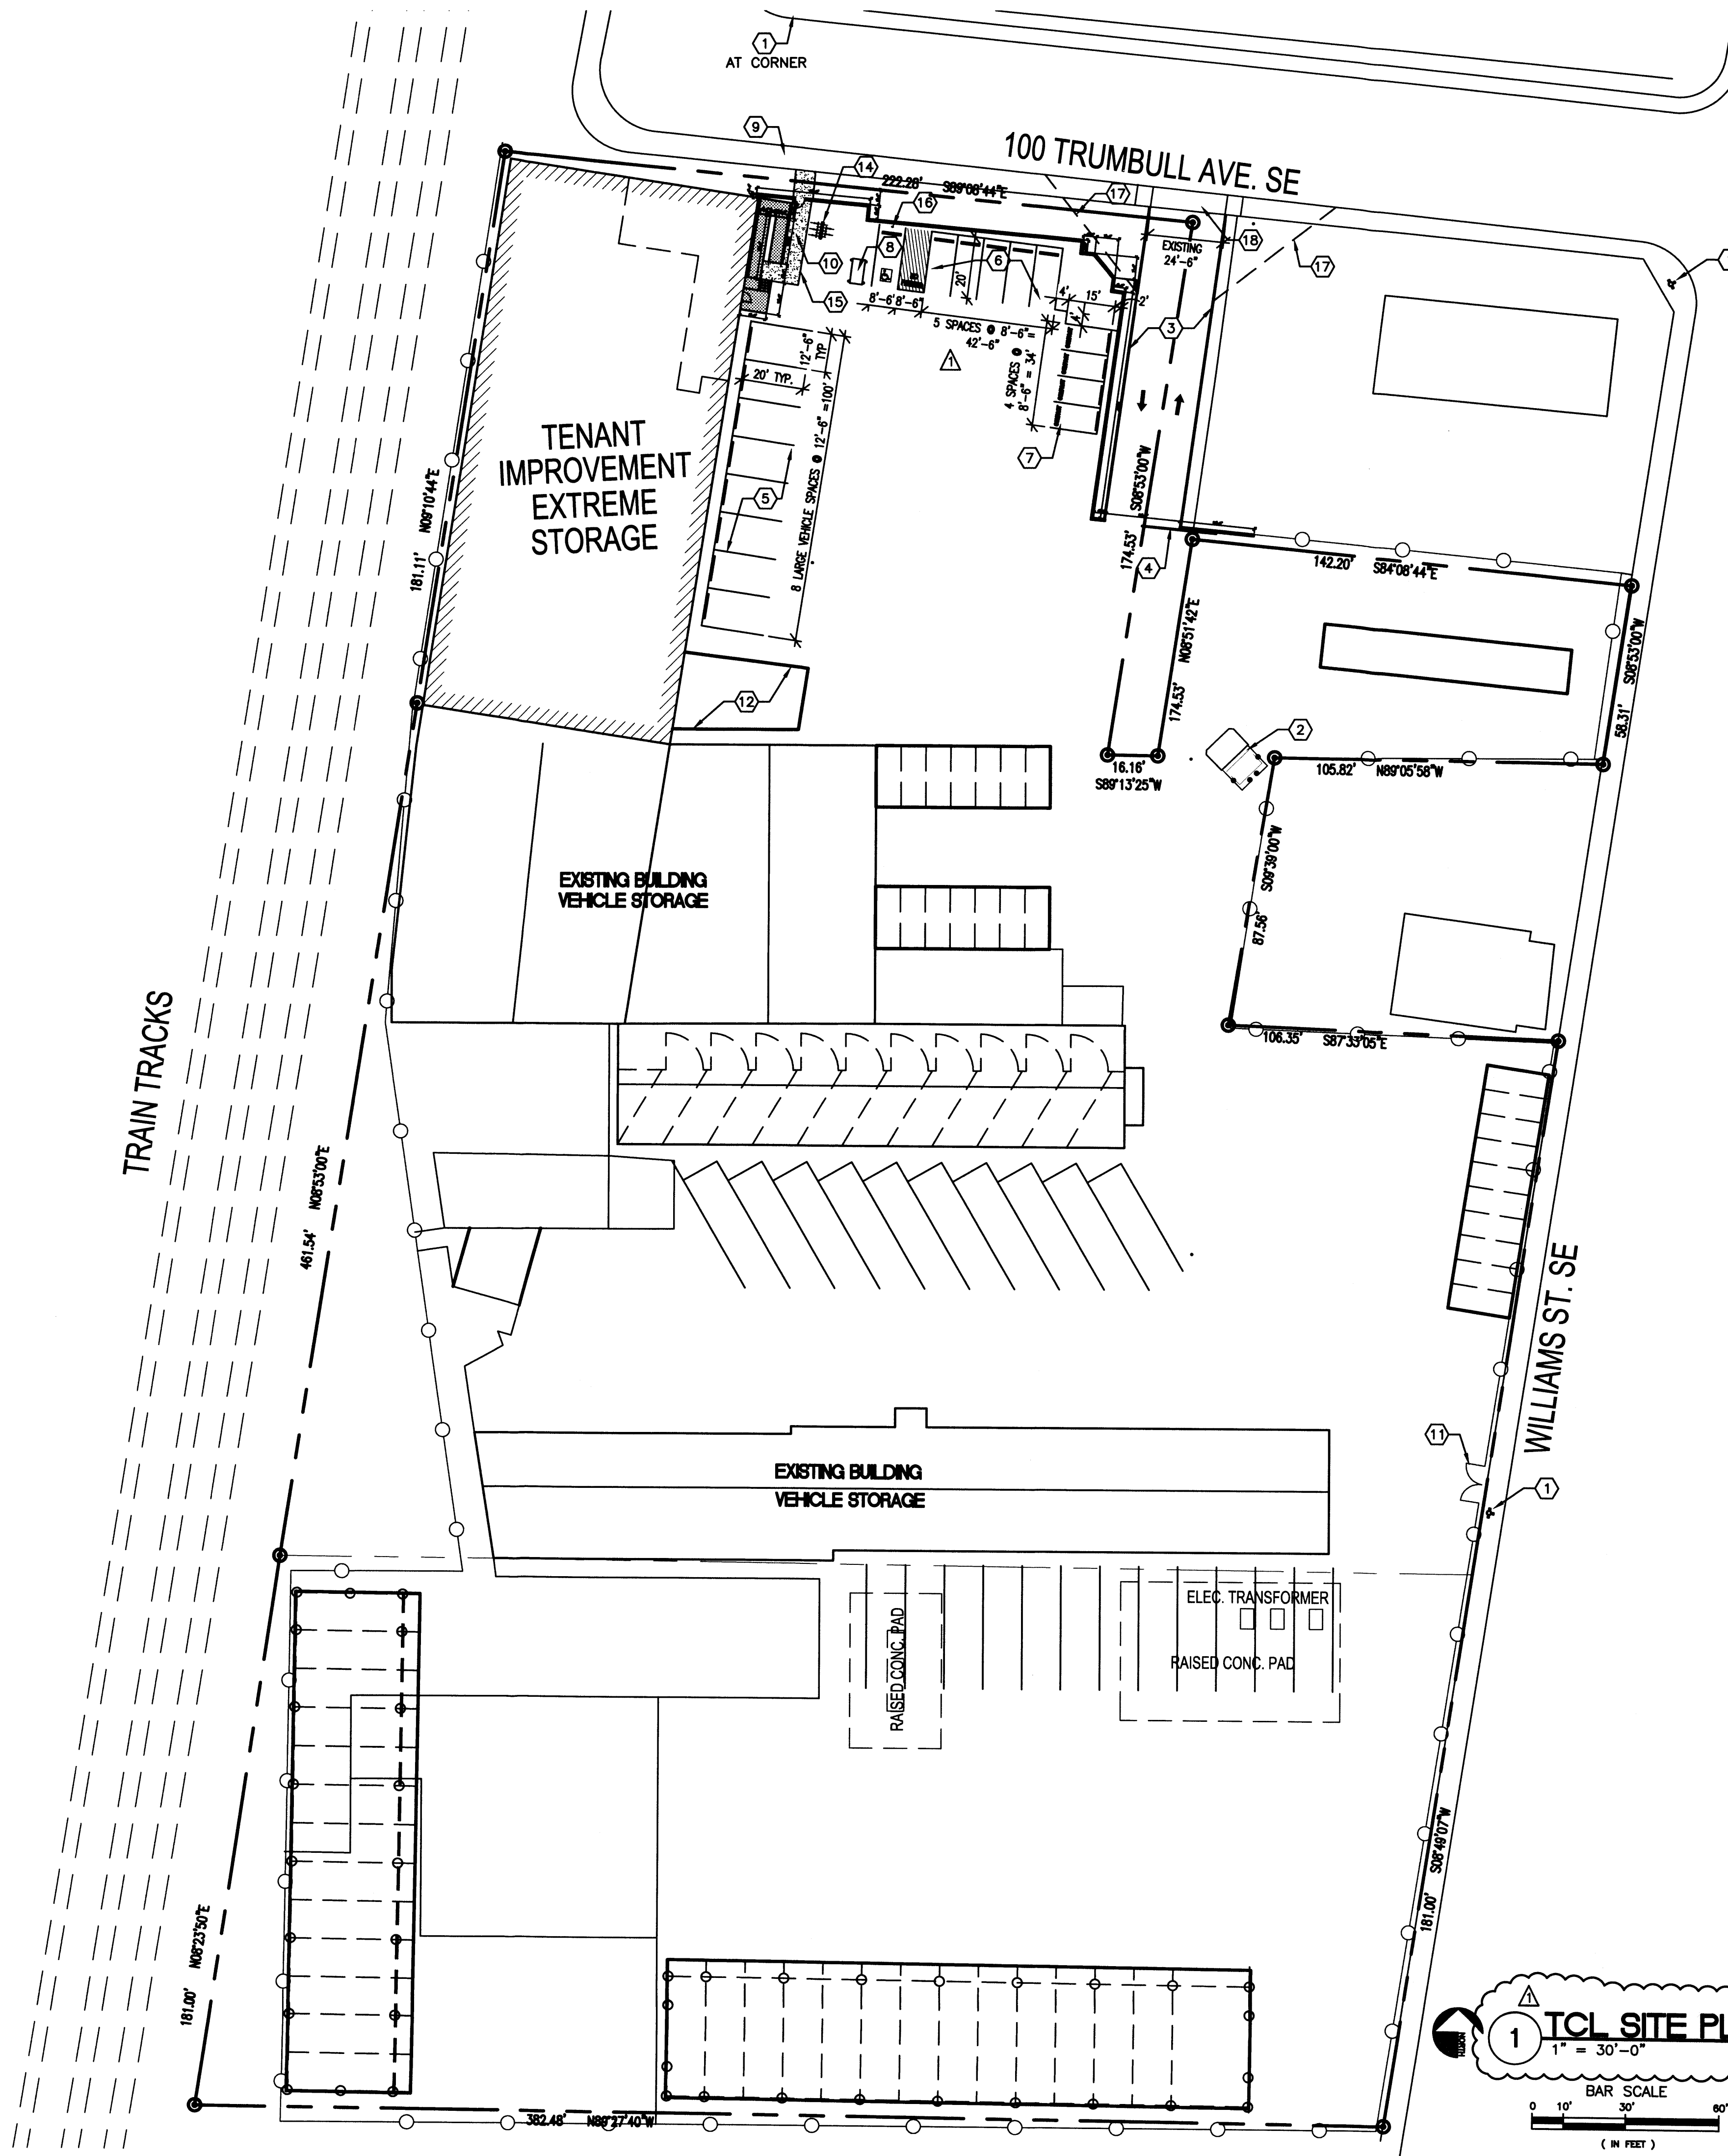 1
AT CORNER
9
100 TRUMBULL AVE. SE
14
222.28' S89°08'44"E
17
16
18
EXISTING
24'-6"
17
8
6
10
15
20'
8'-6" 8'-6"
4' 15'
2'
4'
3
5 SPACES @ 8'-6"=
42'-6"
1
12'-6"
TYP
20' TYP.
4 SPACES @
8'-6" = 34'
8 LARGE VEHICLE SPACES @ 12'-6" =100'
TENANT
IMPROVEMENT
EXTREME
STORAGE
7
5
S08°53'00"W
174.53'
4
142.20' S84°08'44"E
N09°10'44"E
181.11'
N08°51'42"E
174.53'
S08°53'00"W
58.31'
12
2
16.16'
S89°13'25"W
105.82' N89°05'58"W
S09°39'00"W
87.56'
EXISTING BUILDING
VEHICLE STORAGE
106.35' S87°33'05"E
TRAIN TRACKS
461.54' N08°53'00"E
WILLIAMS ST. SE
11
1
EXISTING BUILDING
VEHICLE STORAGE
ELEC. TRANSFORMER
RAISED CONC. PAD
RAISED CONC. PAD
181.00' S08°49'07"W
181.00' N08°23'50"E
382.48' N89°27'40"W
NORTH
1
1
TCL SITE PL
1" = 30'-0"
BAR SCALE
0 10' 30' 60'
( IN FEET )